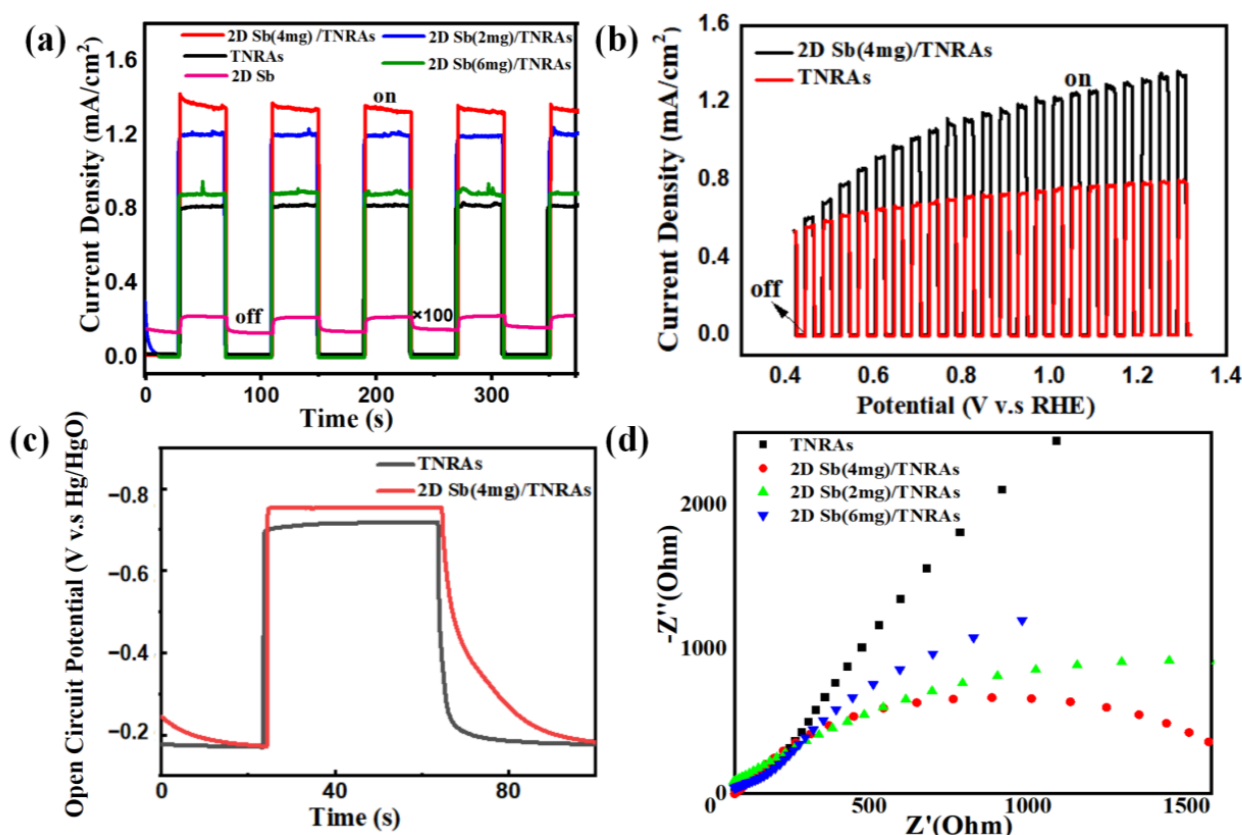 (a)
2D Sb(4mg) /TNRAs
2D Sb(2mg)/TNRAs
TNRAs
2D Sb(6mg)/TNRAs
2D Sb
on
off
×100
Current Density (mA/cm²)
1.6
1.2
0.8
0.4
0.0
0 100 200 300
Time (s)
(b)
2D Sb(4mg)/TNRAs
TNRAs
on
off
Current Density (mA/cm²)
1.6
1.2
0.8
0.4
0.0
0.4 0.6 0.8 1.0 1.2 1.4
Potential (V v.s RHE)
(c)
TNRAs
2D Sb(4mg)/TNRAs
Open Circuit Potential (V v.s Hg/HgO)
−0.8
−0.6
−0.4
−0.2
0 40 80
Time (s)
(d)
TNRAs
2D Sb(4mg)/TNRAs
2D Sb(2mg)/TNRAs
2D Sb(6mg)/TNRAs
-Z''(Ohm)
2000
1000
0
0 500 1000 1500
Z'(Ohm)